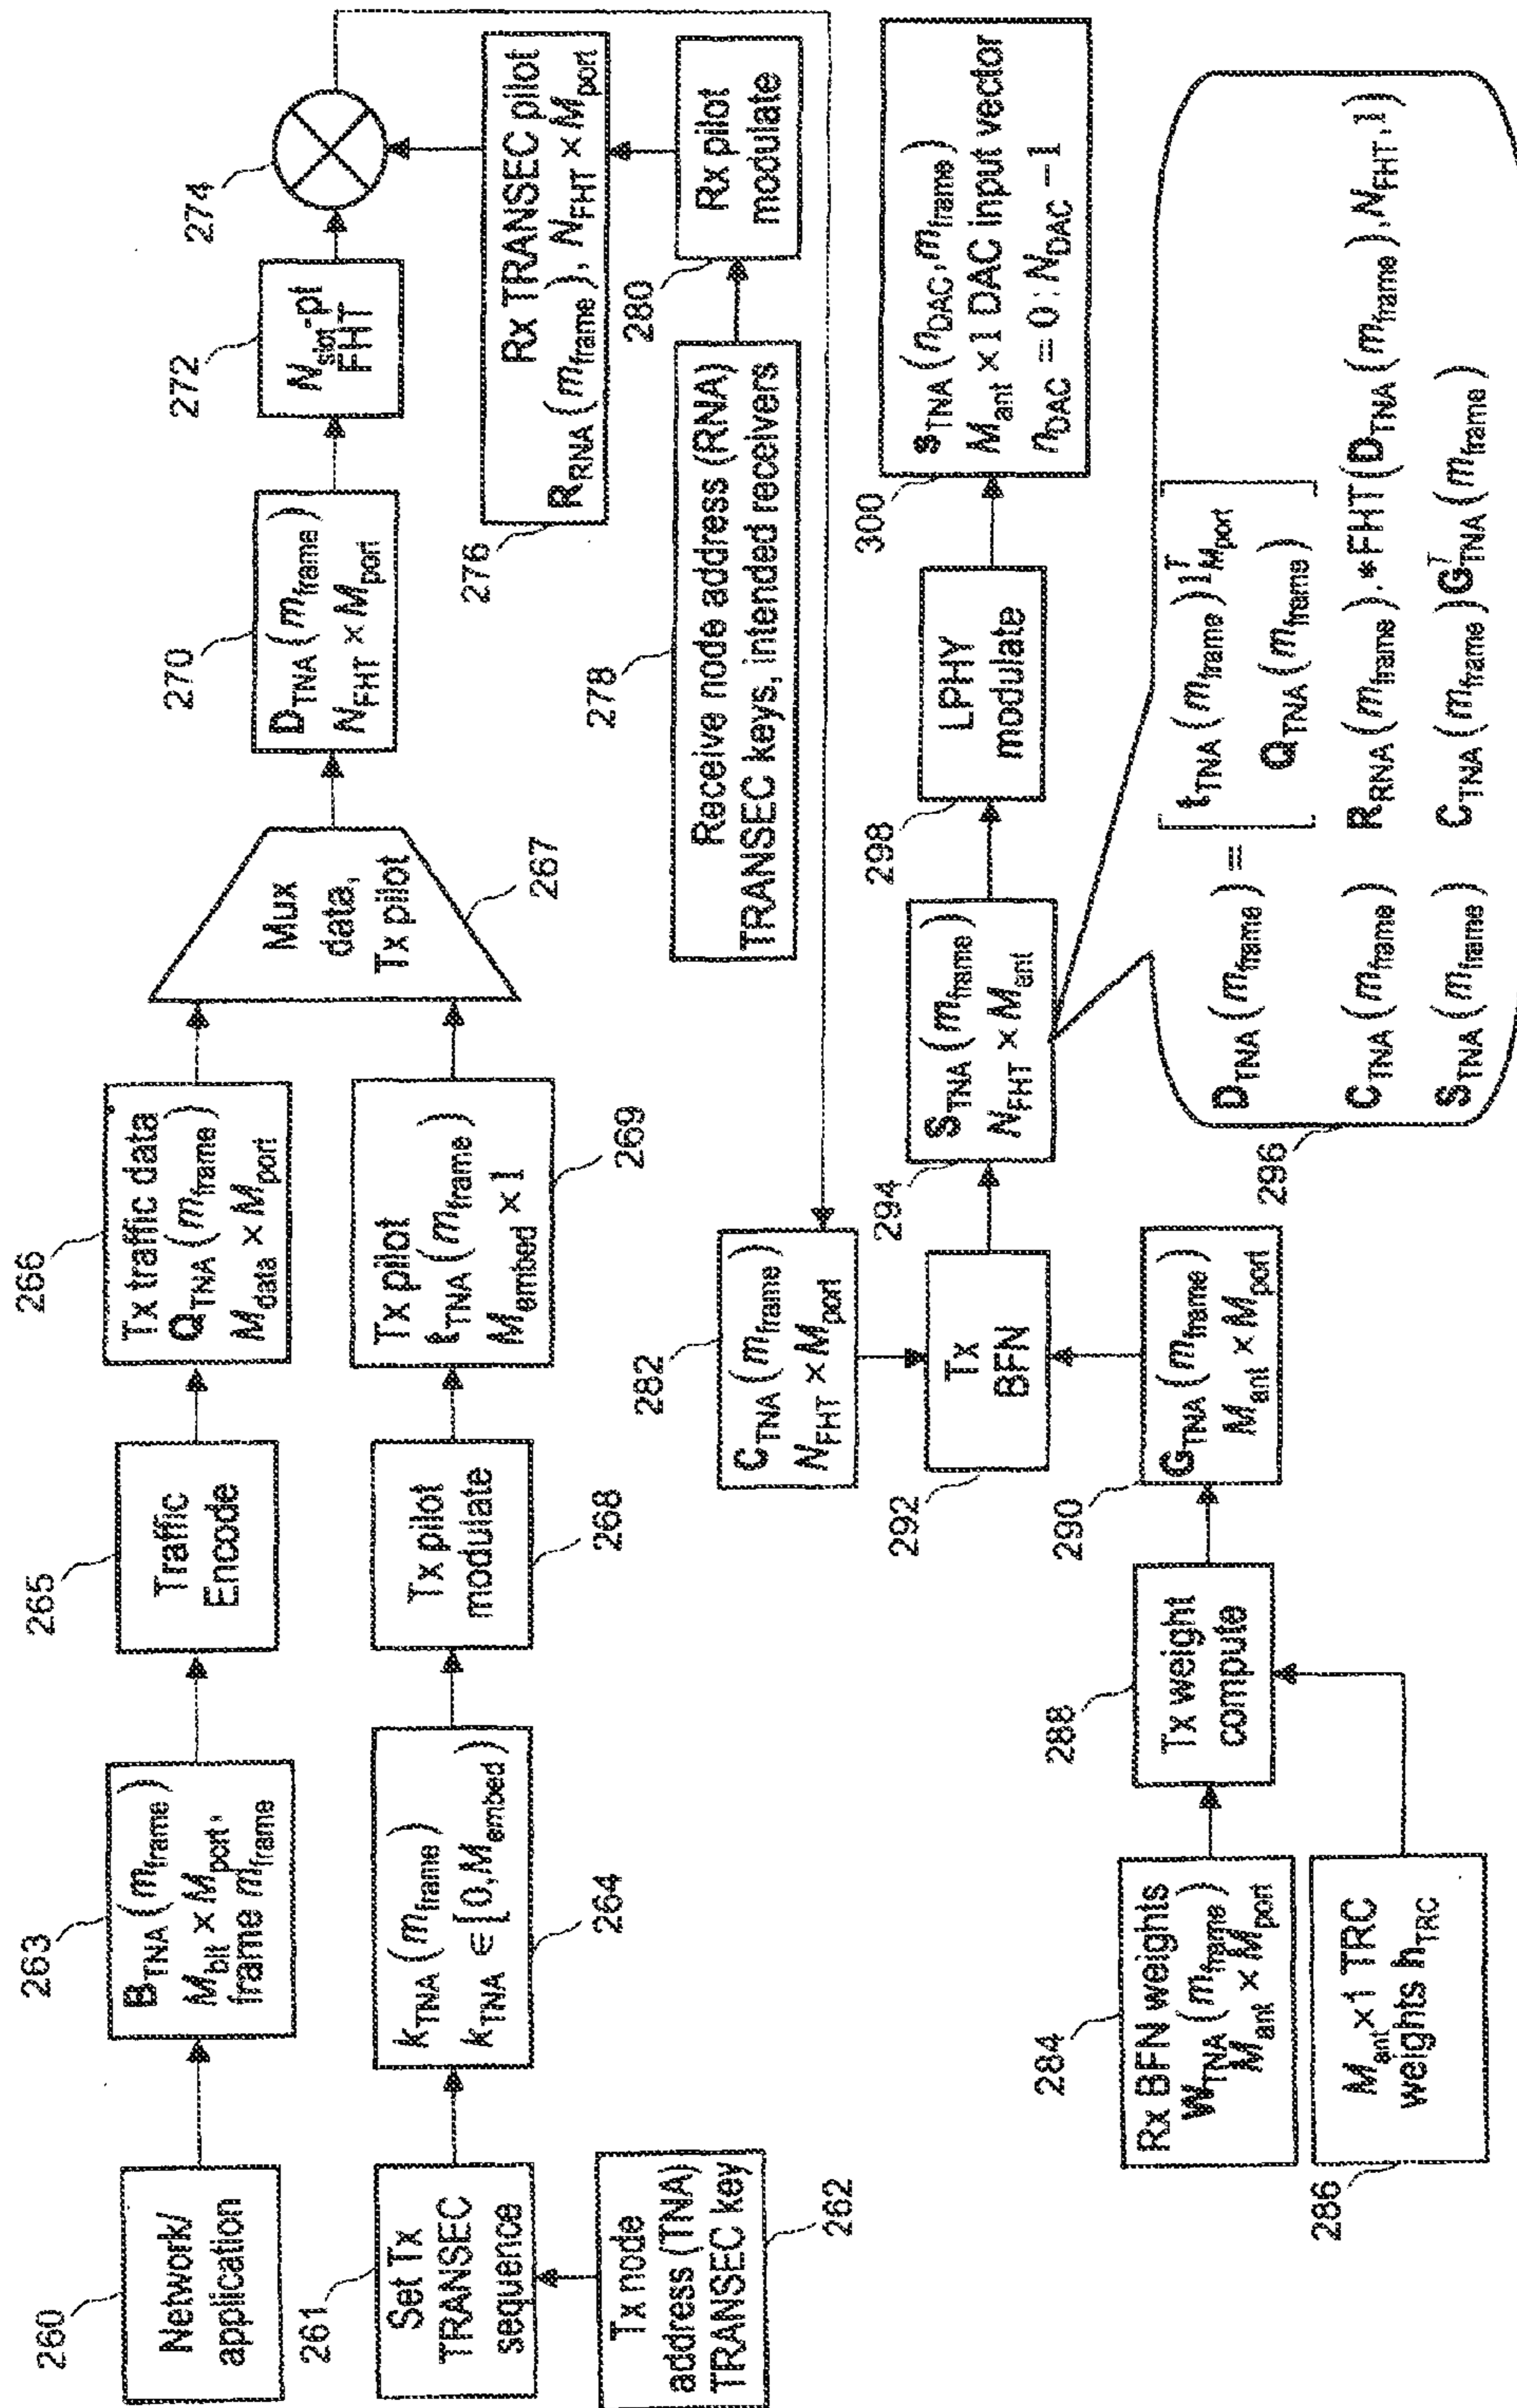 260
Network/
application
263
B_TNA(m_frame)
M_bit × M_port,
frame m_frame
265
Traffic
Encode
266
Tx traffic data
Q_TNA(m_frame)
M_data × M_port
261
Set Tx
TRANSEC
sequence
262
Tx node
address (TNA)
TRANSEC key
264
k_TNA(m_frame)
k_TNA ∈ [0,M_embed)
268
Tx pilot
modulate
269
Tx pilot
t_TNA(m_frame)
M_embed × 1
267
Mux
data,
Tx pilot
270
D_TNA(m_frame)
N_FHT × M_port
272
N_slot-pt
FHT
274
276
Rx TRANSEC pilot
R_RNA(m_frame), N_FHT × M_port
278
Receive node address (RNA)
TRANSEC keys, intended receivers
280
Rx pilot
modulate
282
C_TNA(m_frame)
N_FHT × M_port
284
Rx BFN weights
W_TNA(m_frame)
M_ant × M_port
286
M_ant×1 TRC
weights h_TRC
288
Tx weight
compute
290
G_TNA(m_frame)
M_ant × M_port
292
Tx
BFN
294
S_TNA(m_frame)
N_FHT × M_ant
298
LPHY
modulate
300
s_TNA(n_DAC,m_frame)
M_ant × 1 DAC input vector
n_DAC = 0:N_DAC −1
296
D_TNA(m_frame) = [t_TNA(m_frame)1^T_Mport
Q_TNA(m_frame)]
C_TNA(m_frame) R_RNA(m_frame).*FHT(D_TNA(m_frame),N_FHT,1)
S_TNA(m_frame) C_TNA(m_frame)G^T_TNA(m_frame)